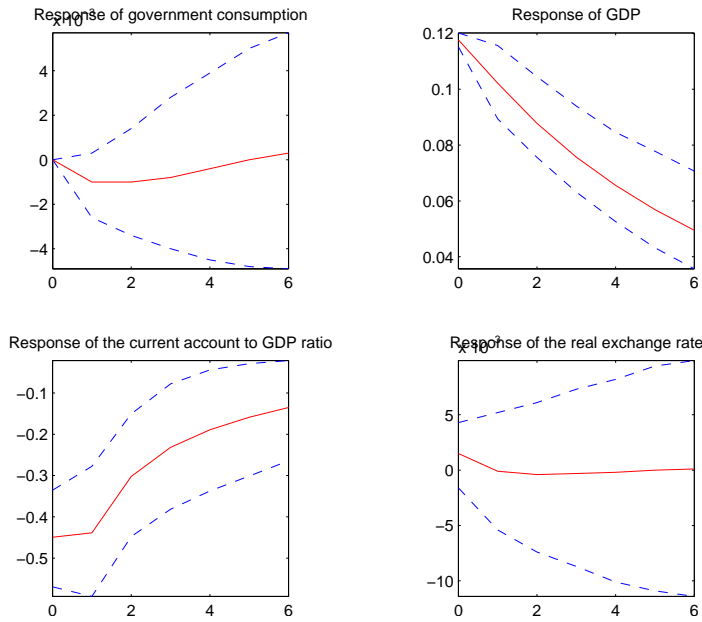 Response of government consumption
x 10⁻³
4
2
0
−2
−4
0 2 4 6
Response of GDP
0.12
0.1
0.08
0.06
0.04
0 2 4 6
Response of the current account to GDP ratio
−0.1
−0.2
−0.3
−0.4
−0.5
0 2 4 6
Response of the real exchange rate
x 10⁻³
5
0
−5
−10
0 2 4 6